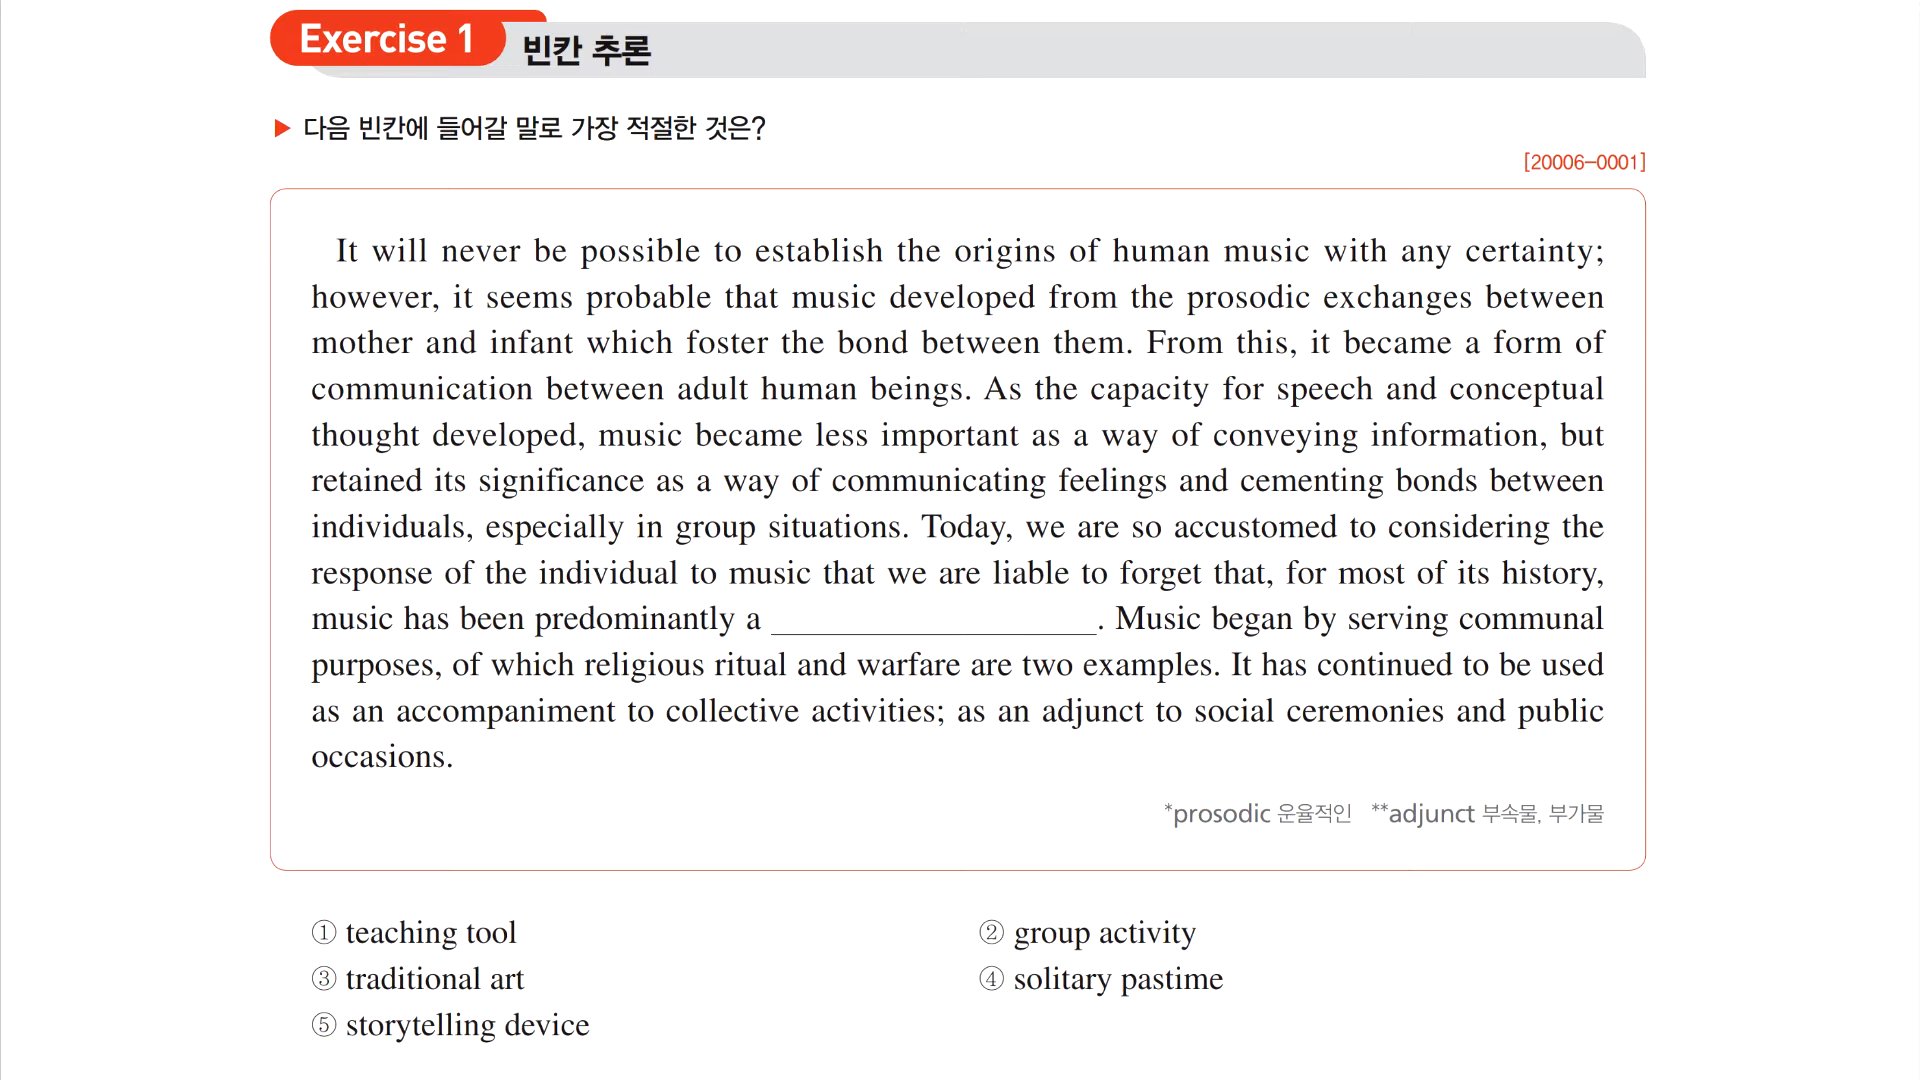 Exercise 1 빈칸 추론
▶ 다음 빈칸에 들어갈 말로 가장 적절한 것은?
[20006-0001]
It will never be possible to establish the origins of human music with any certainty;
however, it seems probable that music developed from the prosodic exchanges between
mother and infant which foster the bond between them. From this, it became a form of
communication between adult human beings. As the capacity for speech and conceptual
thought developed, music became less important as a way of conveying information, but
retained its significance as a way of communicating feelings and cementing bonds between
individuals, especially in group situations. Today, we are so accustomed to considering the
response of the individual to music that we are liable to forget that, for most of its history,
music has been predominantly a ____________________. Music began by serving communal
purposes, of which religious ritual and warfare are two examples. It has continued to be used
as an accompaniment to collective activities; as an adjunct to social ceremonies and public
occasions.
*prosodic 운율적인 **adjunct 부속물, 부가물
① teaching tool ② group activity
③ traditional art ④ solitary pastime
⑤ storytelling device